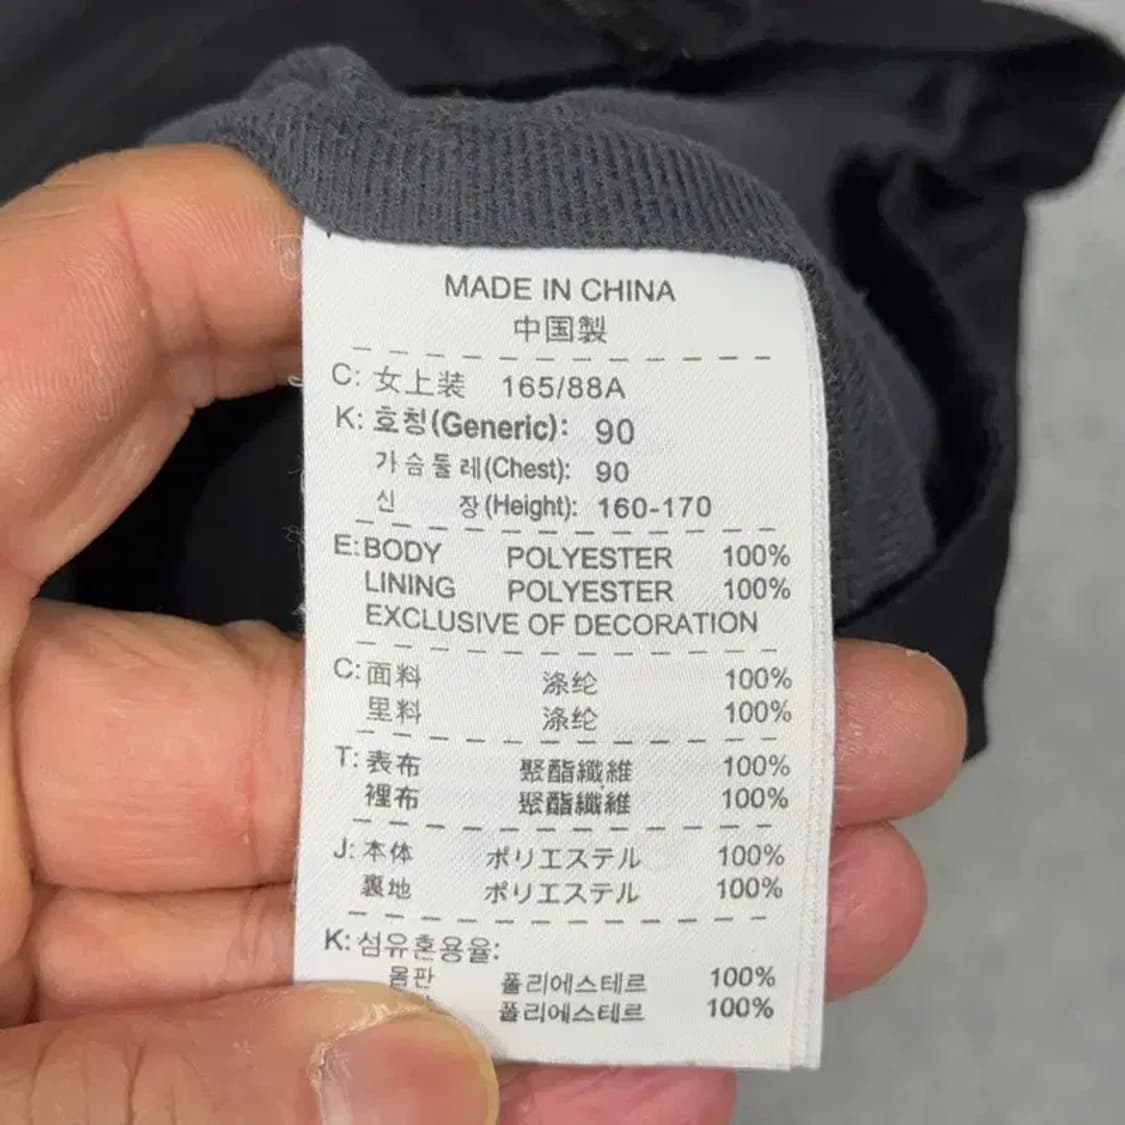 MADE IN CHINA
中国製
C: 女上装 165/88A
K: 호칭(Generic): 90
가슴둘레(Chest): 90
신 장(Height): 160-170
E: BODY POLYESTER 100%
LINING POLYESTER 100%
EXCLUSIVE OF DECORATION
C: 面料 涤纶 100%
里料 涤纶 100%
T: 表布 聚酯纖維 100%
裡布 聚酯纖維 100%
J: 本体 ポリエステル 100%
裏地 ポリエステル 100%
K: 섬유혼용율:
몸판 폴리에스테르 100%
폴리에스테르 100%